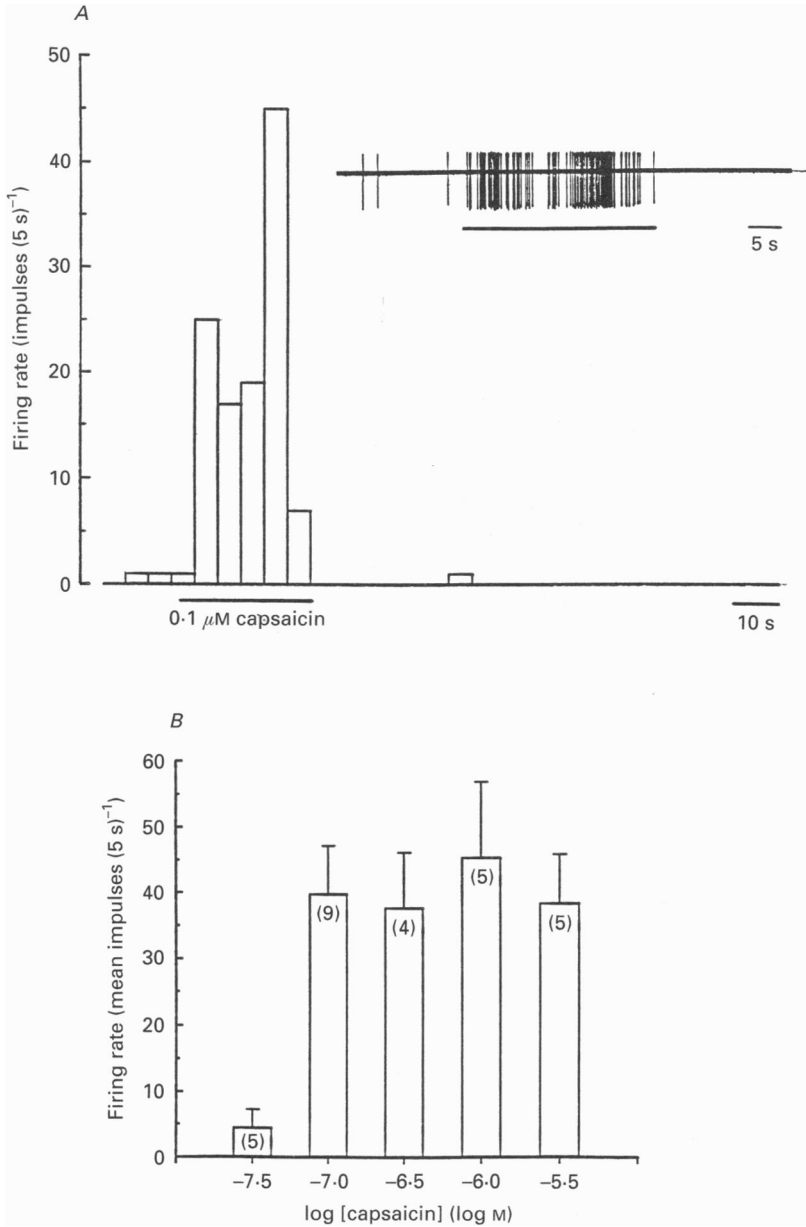 A
50
40
30
20
10
0
Firing rate (impulses (5 s)⁻¹)
5 s
0·1 μM capsaicin
10 s
B
60
50
40
30
20
10
0
Firing rate (mean impulses (5 s)⁻¹)
(5)
(9)
(4)
(5)
(5)
−7.5
−7·0
−6·5
−6·0
−5·5
log [capsaicin] (log M)